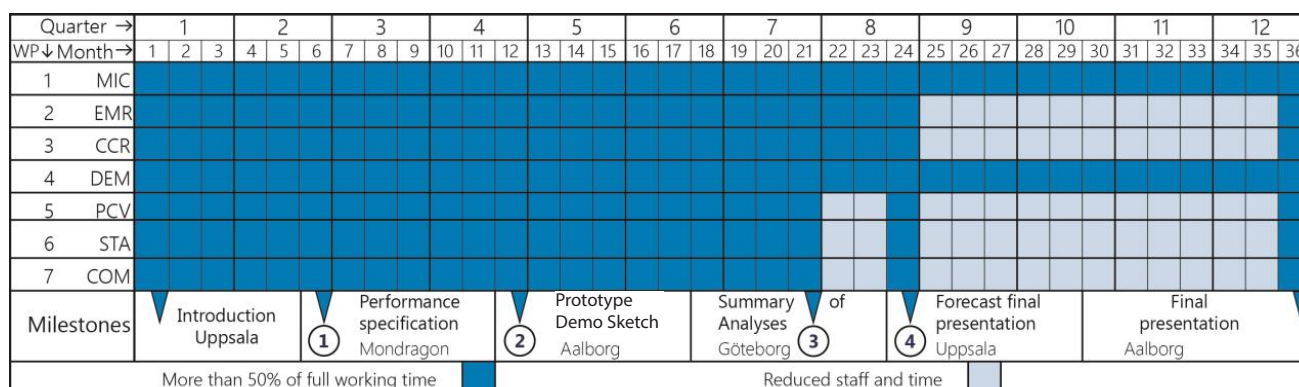 Quarter → 1 2 3 4 5 6 7 8 9 10 11 12
WP↓Month→ 1 2 3 4 5 6 7 8 9 10 11 12 13 14 15 16 17 18 19 20 21 22 23 24 25 26 27 28 29 30 31 32 33 34 35 36
1 MIC
2 EMR
3 CCR
4 DEM
5 PCV
6 STA
7 COM
Milestones
Introduction
Uppsala
1
Performance
specification
Mondragon
2
Prototype
Demo Sketch
Aalborg
Summary of
Analyses
Göteborg 3
4
Forecast final
presentation
Uppsala
Final
presentation
Aalborg
More than 50% of full working time
Reduced staff and time